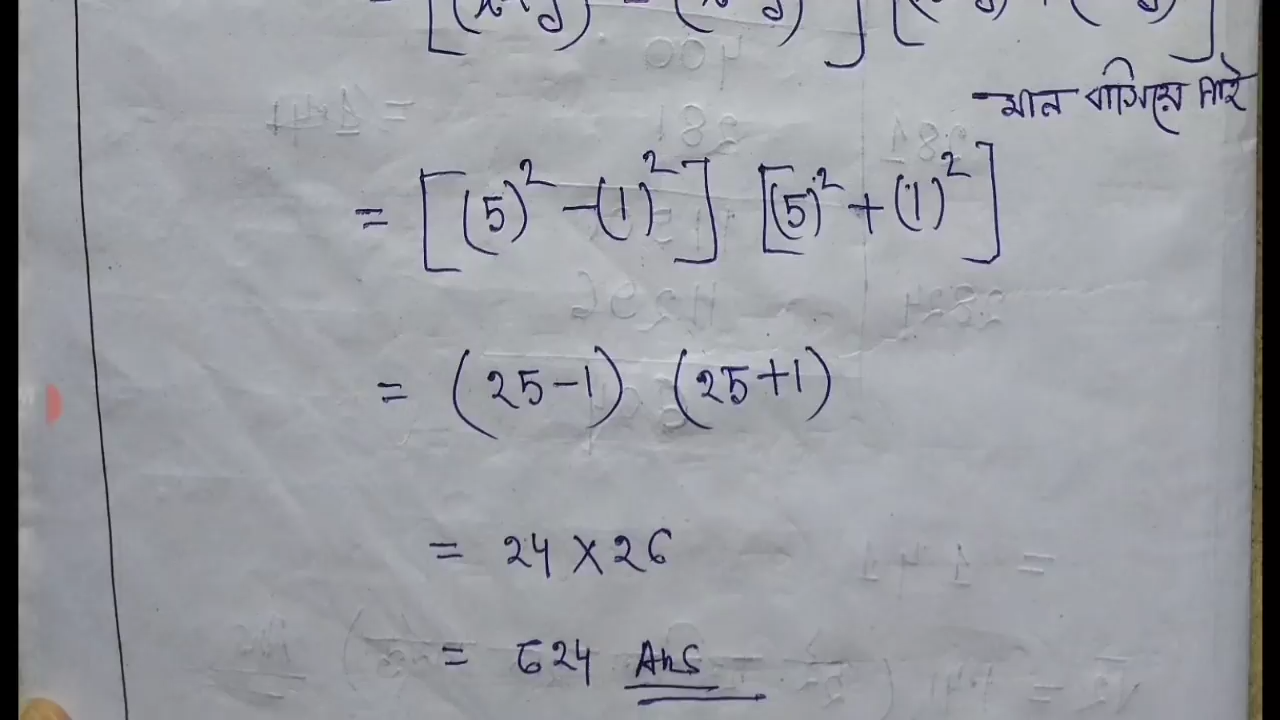 মান বসিয়ে পাই
= [(5)² - (1)²] [(5)² + (1)²]
= (25-1) (25+1)
= 24 × 26
= 624 Ans